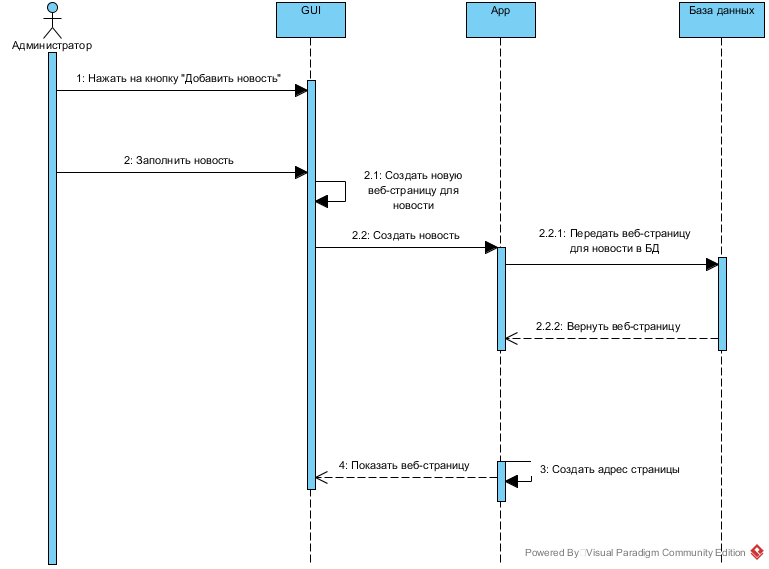 GUI
App
База данных
Администратор
1: Нажать на кнопку "Добавить новость"
2: Заполнить новость
2.1: Создать новую
веб-страницу для
новости
2.2: Создать новость
2.2.1: Передать веб-страницу
для новости в БД
2.2.2: Вернуть веб-страницу
4: Показать веб-страницу
3: Создать адрес страницы
Powered By Visual Paradigm Community Edition